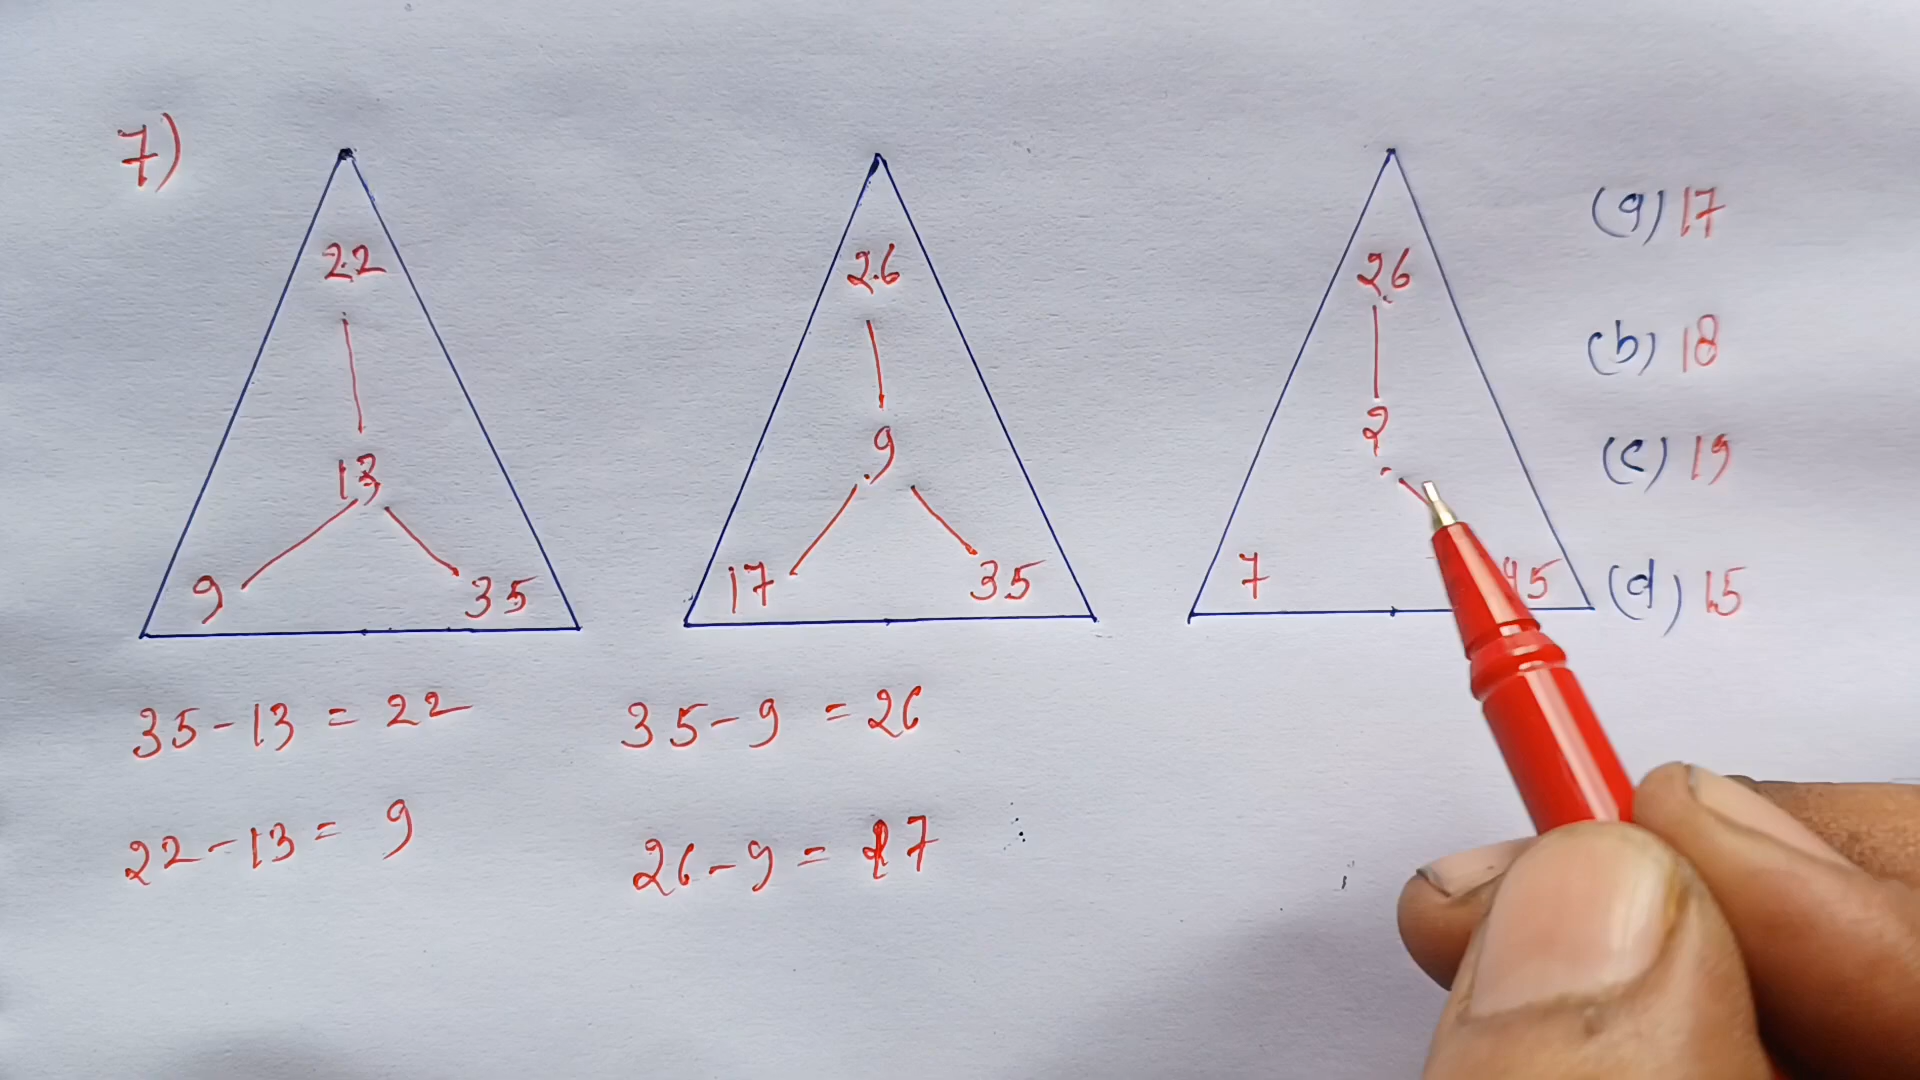 7)
22
13
9 35
26
9
17 35
26
?
7 45
(a) 17
(b) 18
(c) 19
(d) 15
35-13 = 22
22-13 = 9
35-9 = 26
26-9 = 17